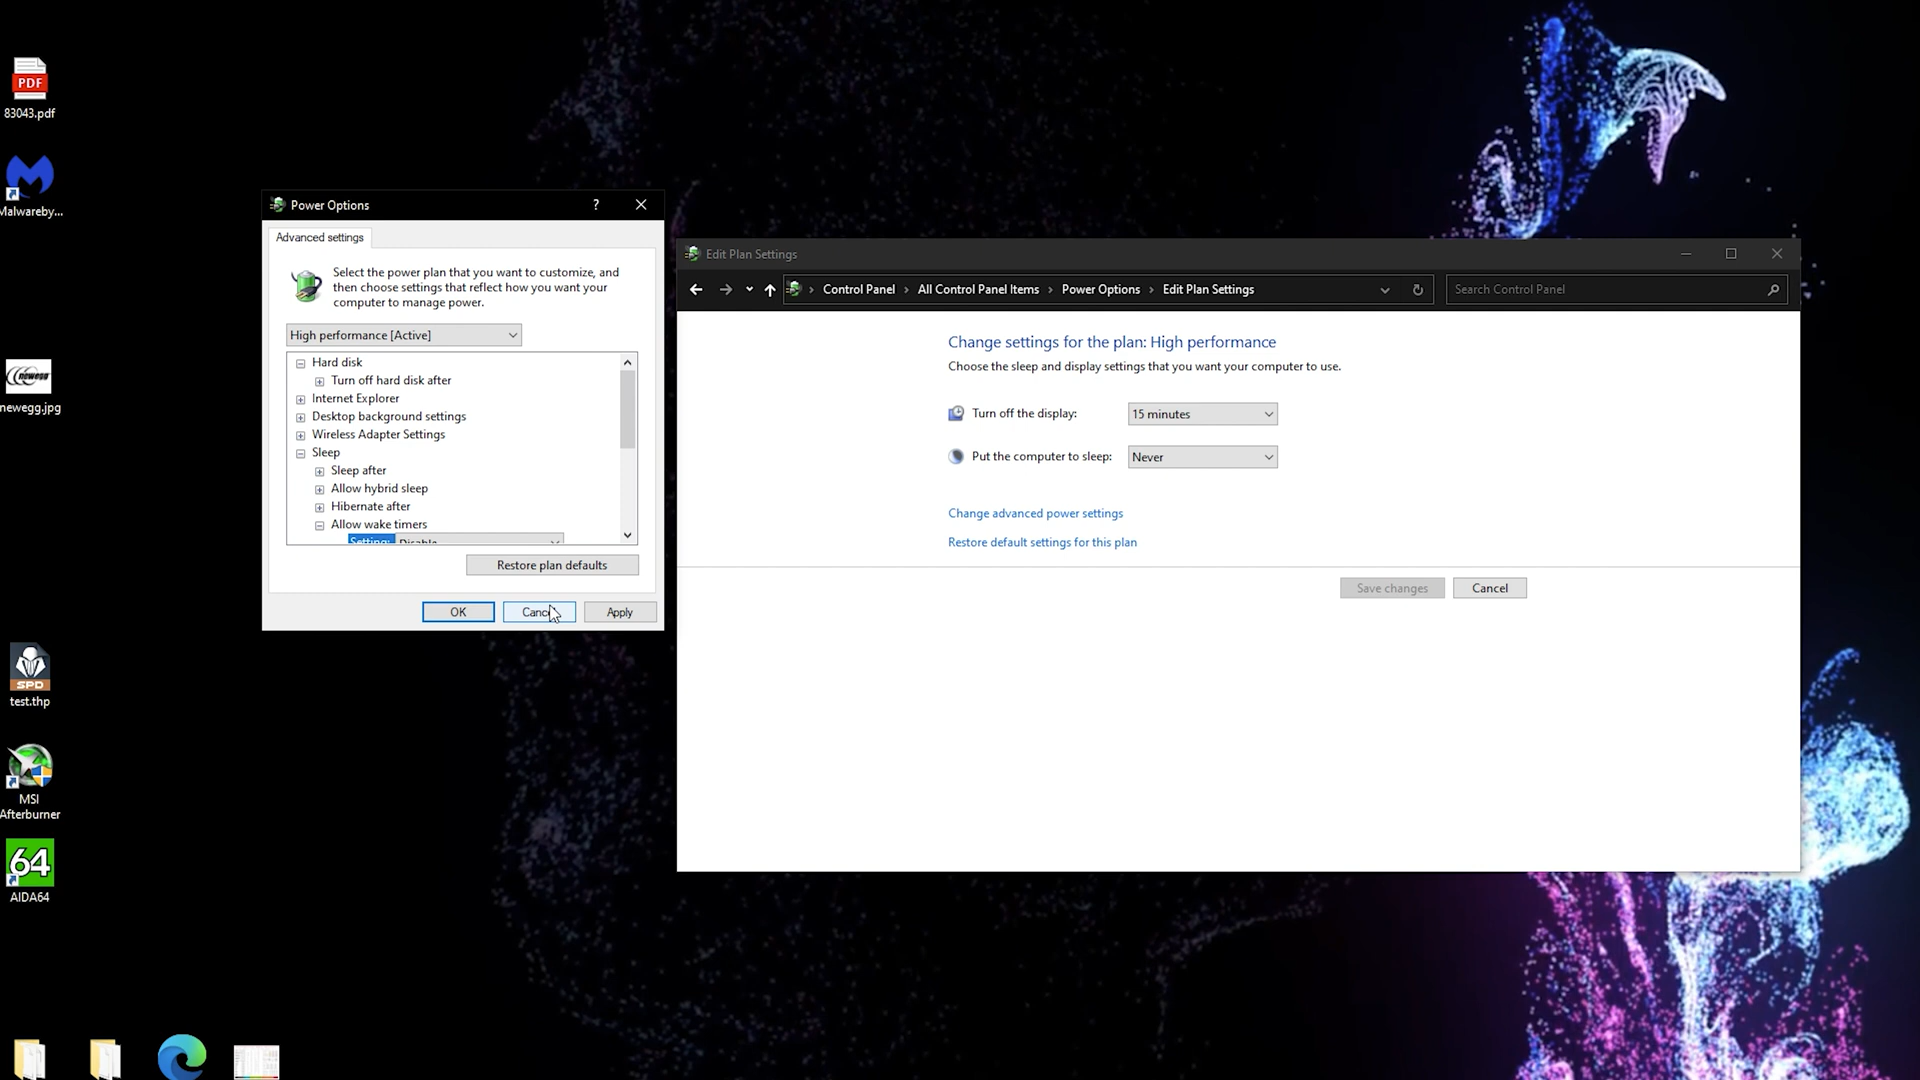 PDF
83043.pdf
Malwareby...
newegg
newegg.jpg
SPD
test.thp
MSI
Afterburner
64
AIDA64
Power Options
?
Advanced settings
Select the power plan that you want to customize, and
then choose settings that reflect how you want your
computer to manage power.
High performance [Active]
Hard disk
Turn off hard disk after
Internet Explorer
Desktop background settings
Wireless Adapter Settings
Sleep
Sleep after
Allow hybrid sleep
Hibernate after
Allow wake timers
Setting: Disable
Restore plan defaults
OK
Cancel
Apply
Edit Plan Settings
Control Panel
All Control Panel Items
Power Options
Edit Plan Settings
Search Control Panel
Change settings for the plan: High performance
Choose the sleep and display settings that you want your computer to use.
Turn off the display:
15 minutes
Put the computer to sleep:
Never
Change advanced power settings
Restore default settings for this plan
Save changes
Cancel